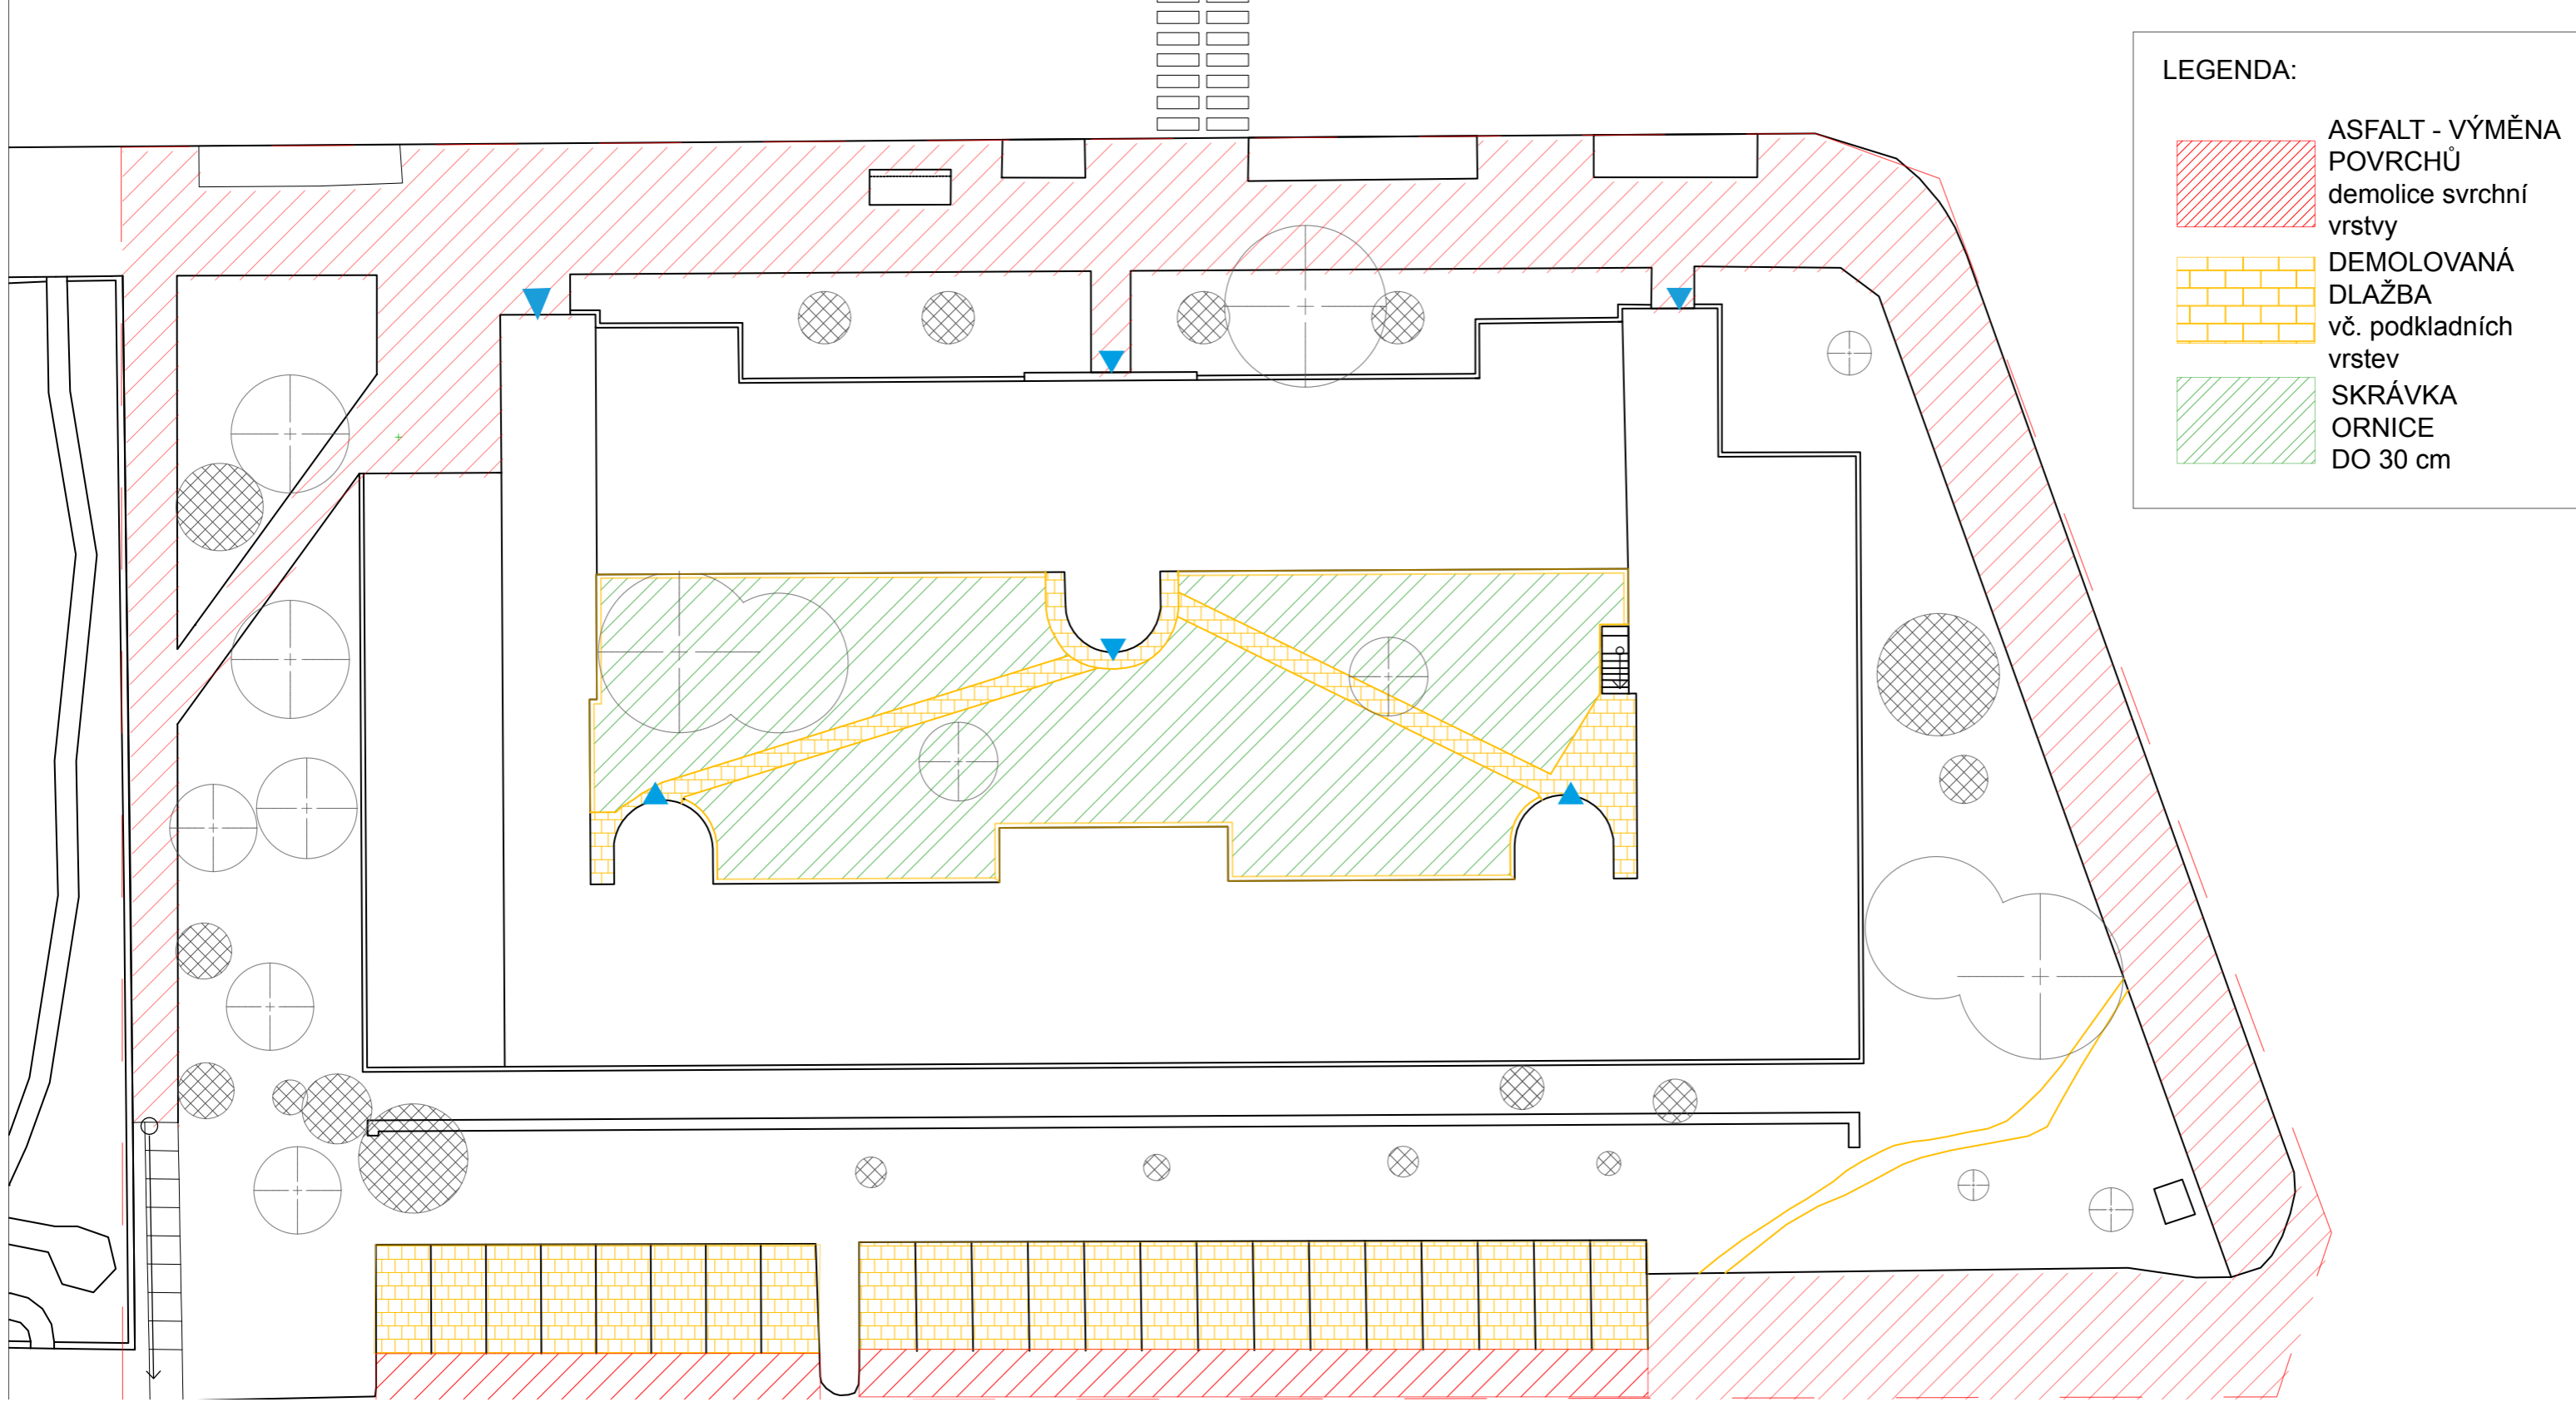 LEGENDA:
ASFALT - VÝMĚNA
POVRCHŮ
demolice svrchní
vrstvy
DEMOLOVANÁ
DLAŽBA
vč. podkladních
vrstev
SKRÁVKA
ORNICE
DO 30 cm